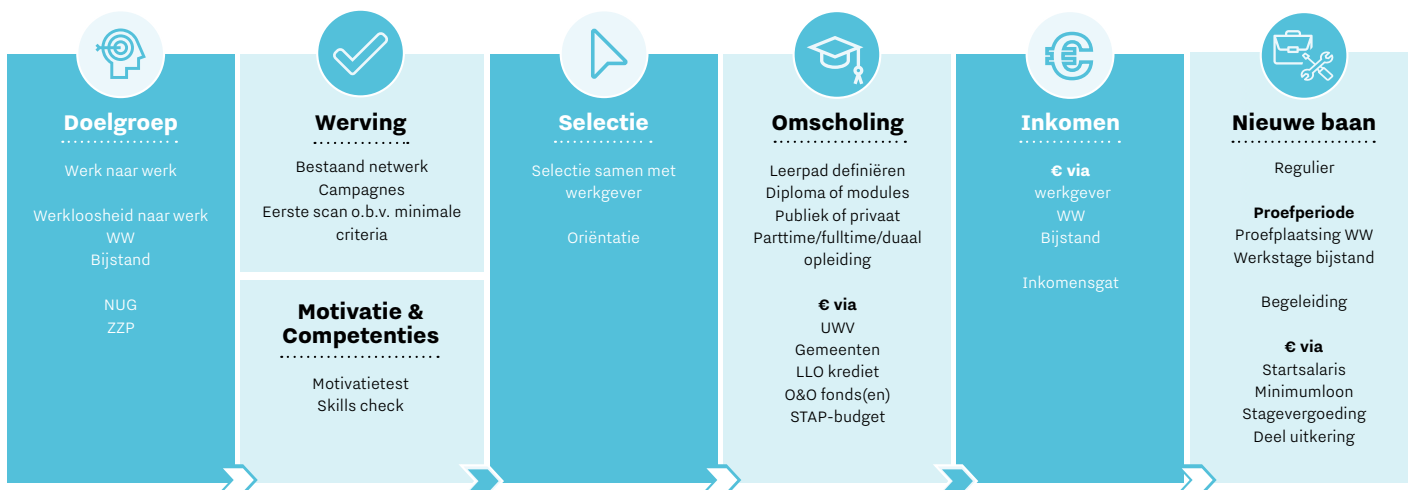 Doelgroep
Werk naar werk
Werkloosheid naar werk
WW
Bijstand
NUG
ZZP
Werving
Bestaand netwerk
Campagnes
Eerste scan o.b.v. minimale
criteria
Motivatie &
Competenties
Motivatietest
Skills check
Selectie
Selectie samen met
werkgever
Oriëntatie
Omscholing
Leerpad definiëren
Diploma of modules
Publiek of privaat
Parttime/fulltime/duaal
opleiding
€ via
UWV
Gemeenten
LLO krediet
O&O fonds(en)
STAP-budget
Inkomen
€ via
werkgever
WW
Bijstand
Inkomensgat
Nieuwe baan
Regulier
Proefperiode
Proefplaatsing WW
Werkstage bijstand
Begeleiding
€ via
Startsalaris
Minimumloon
Stagevergoeding
Deel uitkering